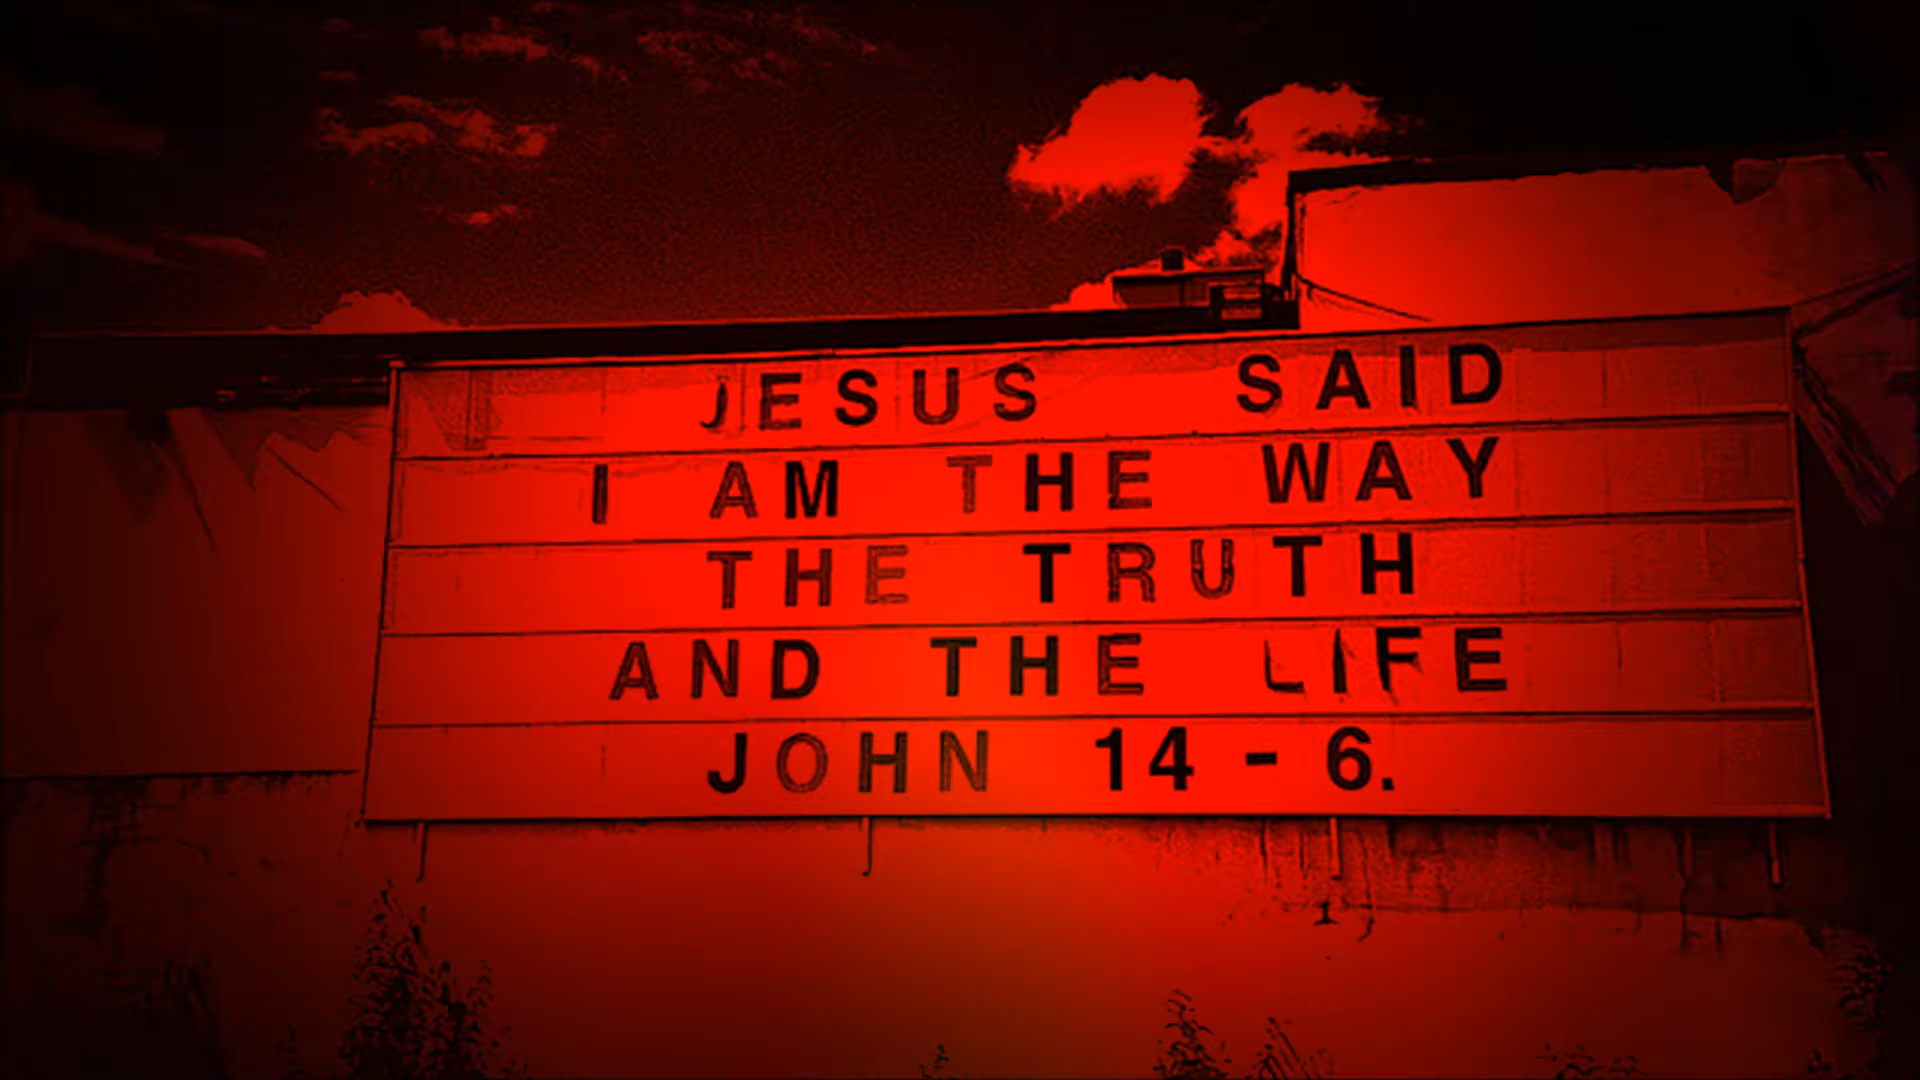 JESUS SAID
I AM THE WAY
THE TRUTH
AND THE LIFE
JOHN 14 - 6.